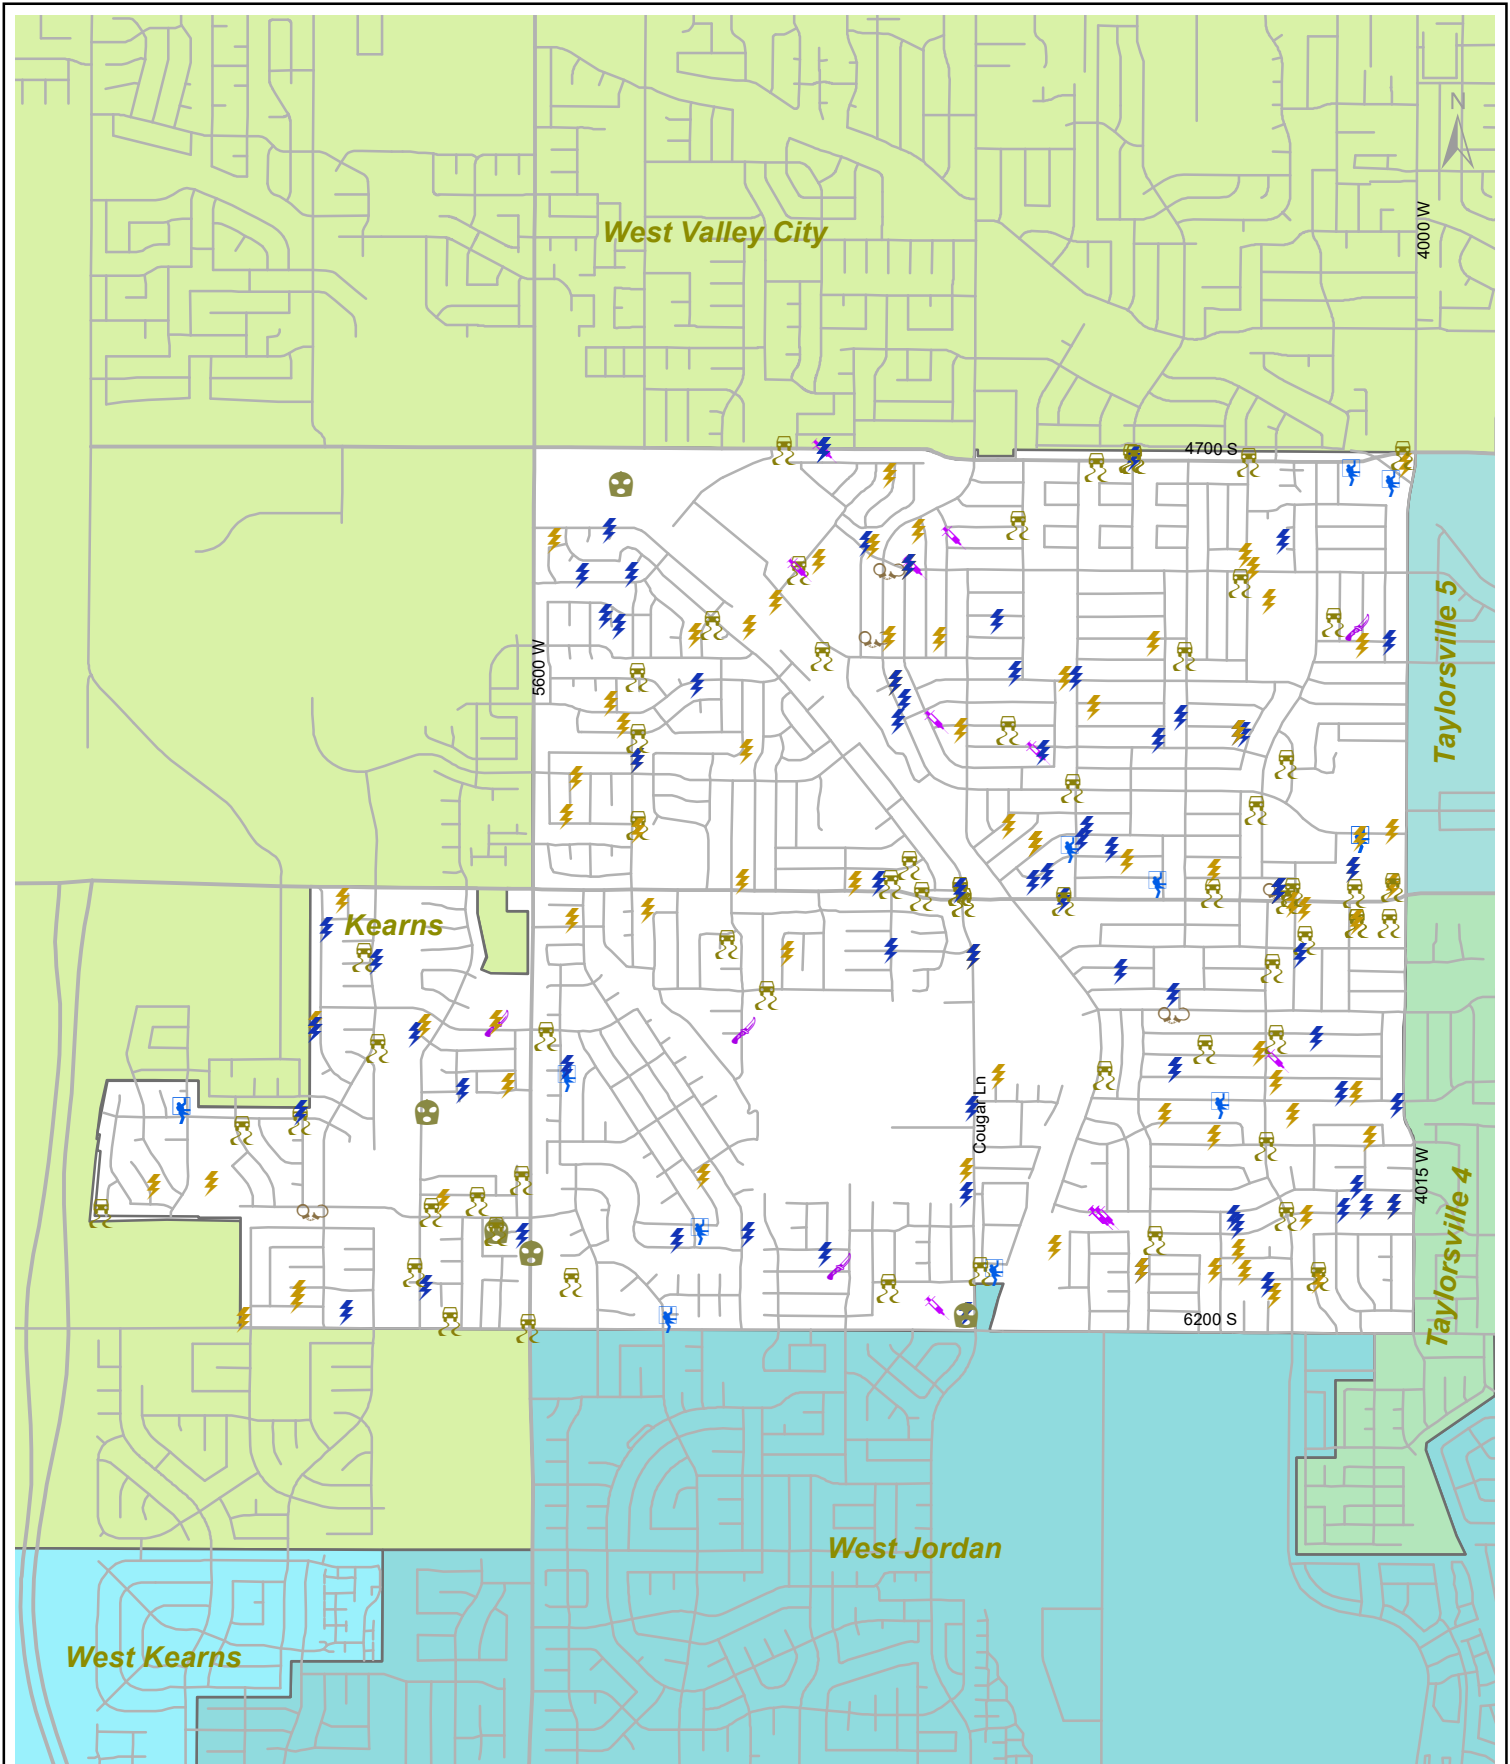 N
4000 W
West Valley City
4700 S
Taylorsville 5
5600 W
Kearns
Cougar Ln
4015 W
Taylorsville 4
6200 S
West Jordan
West Kearns